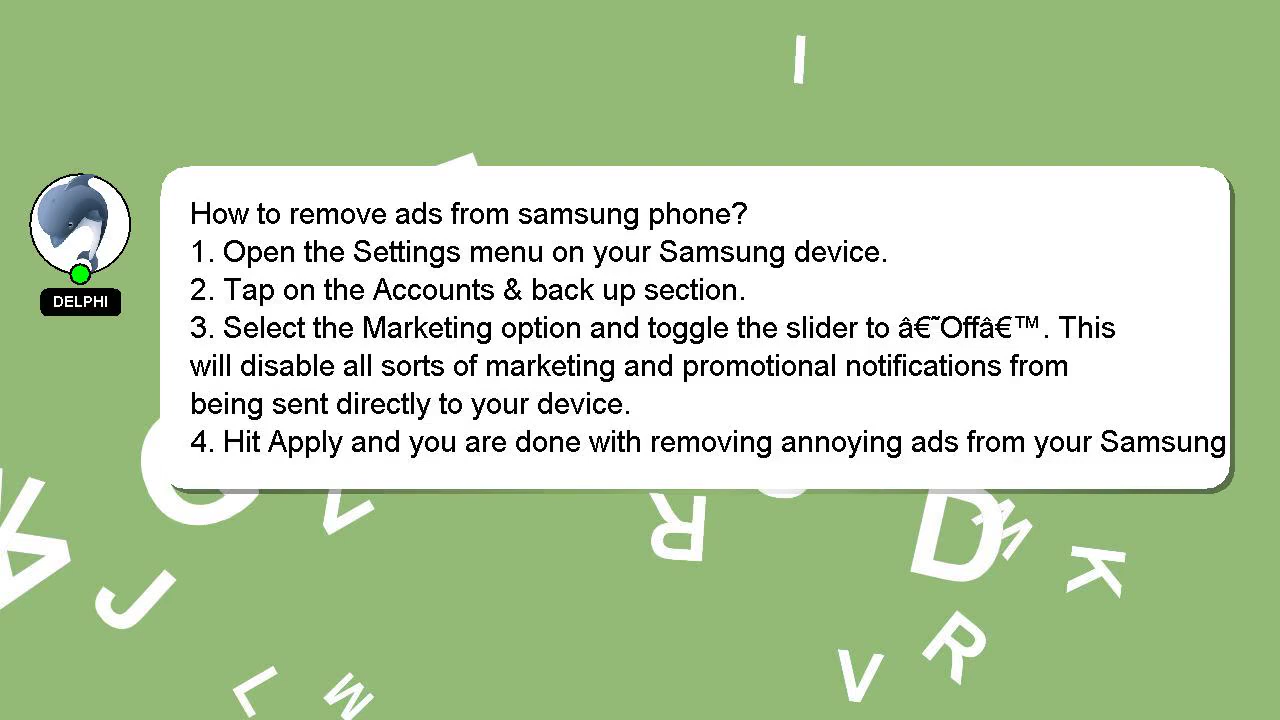 I
How to remove ads from samsung phone?
1. Open the Settings menu on your Samsung device.
2. Tap on the Accounts & back up section.
3. Select the Marketing option and toggle the slider to â€˜Offâ€™. This
will disable all sorts of marketing and promotional notifications from
being sent directly to your device.
4. Hit Apply and you are done with removing annoying ads from your Samsung
DELPHI
Z
R
D
M
K
J
R
V
L
W